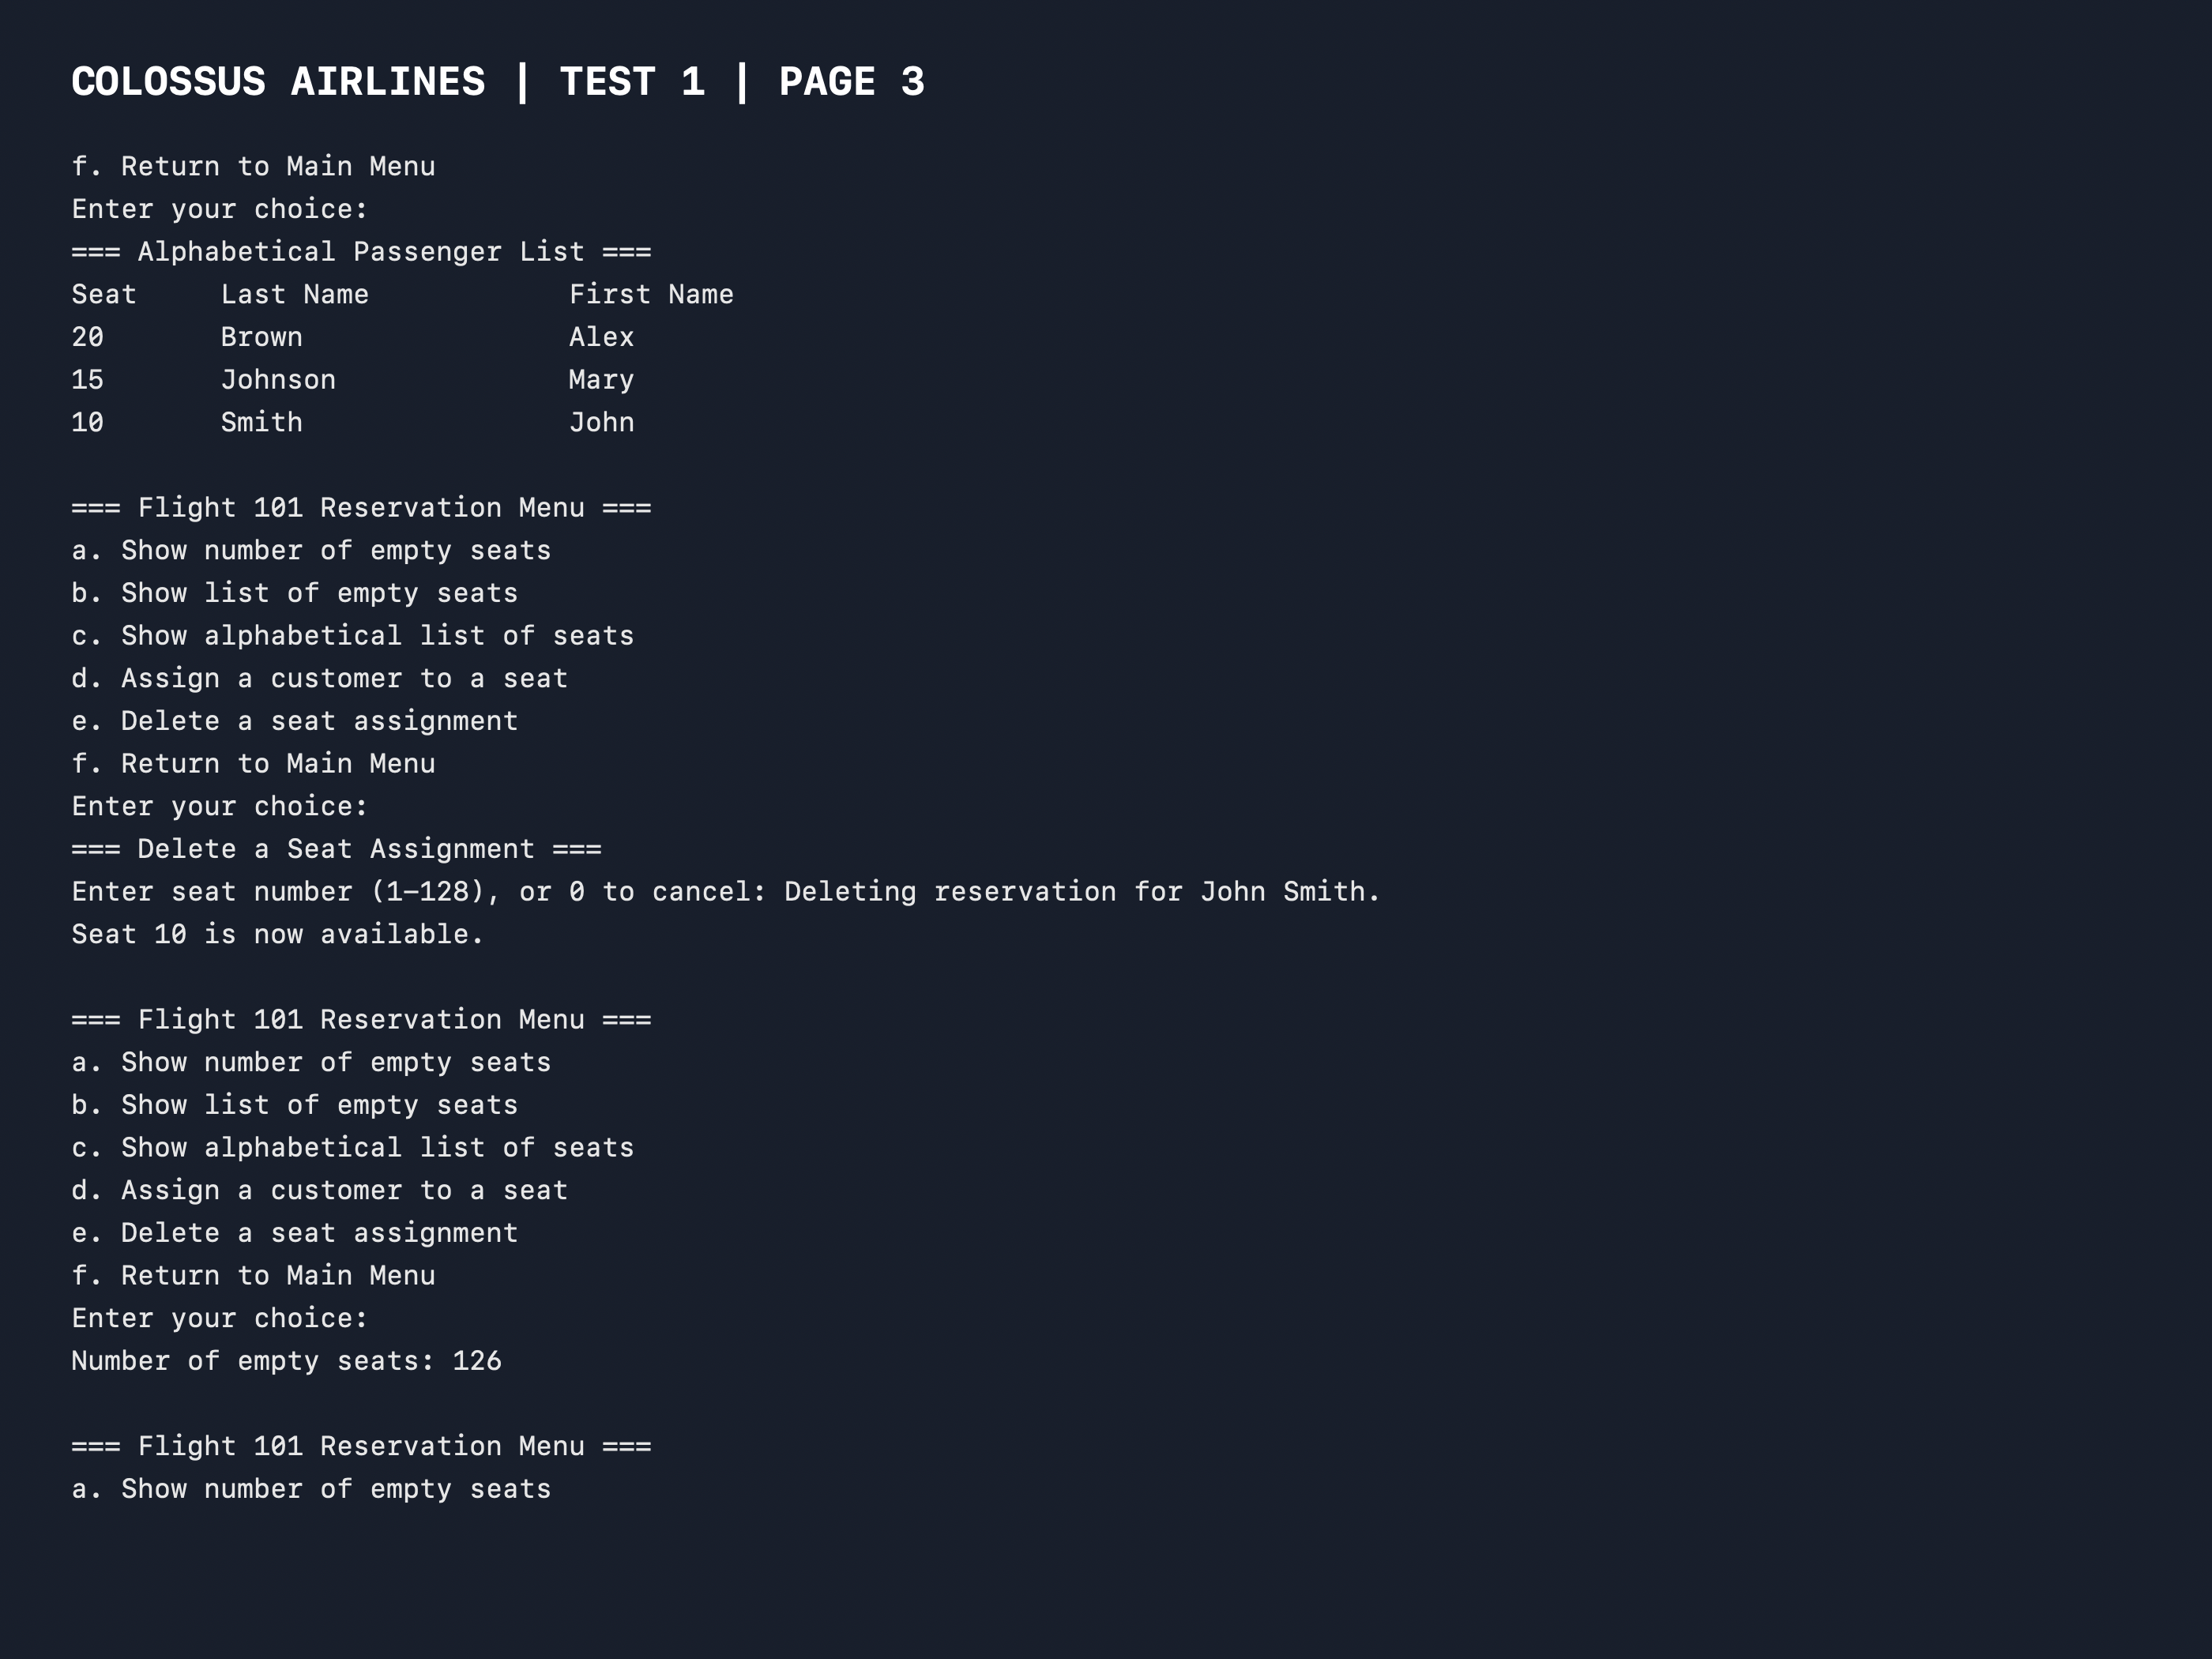 COLOSSUS AIRLINES | TEST 1 | PAGE 3
f. Return to Main Menu
Enter your choice:
=== Alphabetical Passenger List ===
Seat     Last Name            First Name
20       Brown                Alex
15       Johnson              Mary
10       Smith                John
=== Flight 101 Reservation Menu ===
a. Show number of empty seats
b. Show list of empty seats
c. Show alphabetical list of seats
d. Assign a customer to a seat
e. Delete a seat assignment
f. Return to Main Menu
Enter your choice:
=== Delete a Seat Assignment ===
Enter seat number (1–128), or 0 to cancel: Deleting reservation for John Smith.
Seat 10 is now available.
=== Flight 101 Reservation Menu ===
a. Show number of empty seats
b. Show list of empty seats
c. Show alphabetical list of seats
d. Assign a customer to a seat
e. Delete a seat assignment
f. Return to Main Menu
Enter your choice:
Number of empty seats: 126
=== Flight 101 Reservation Menu ===
a. Show number of empty seats